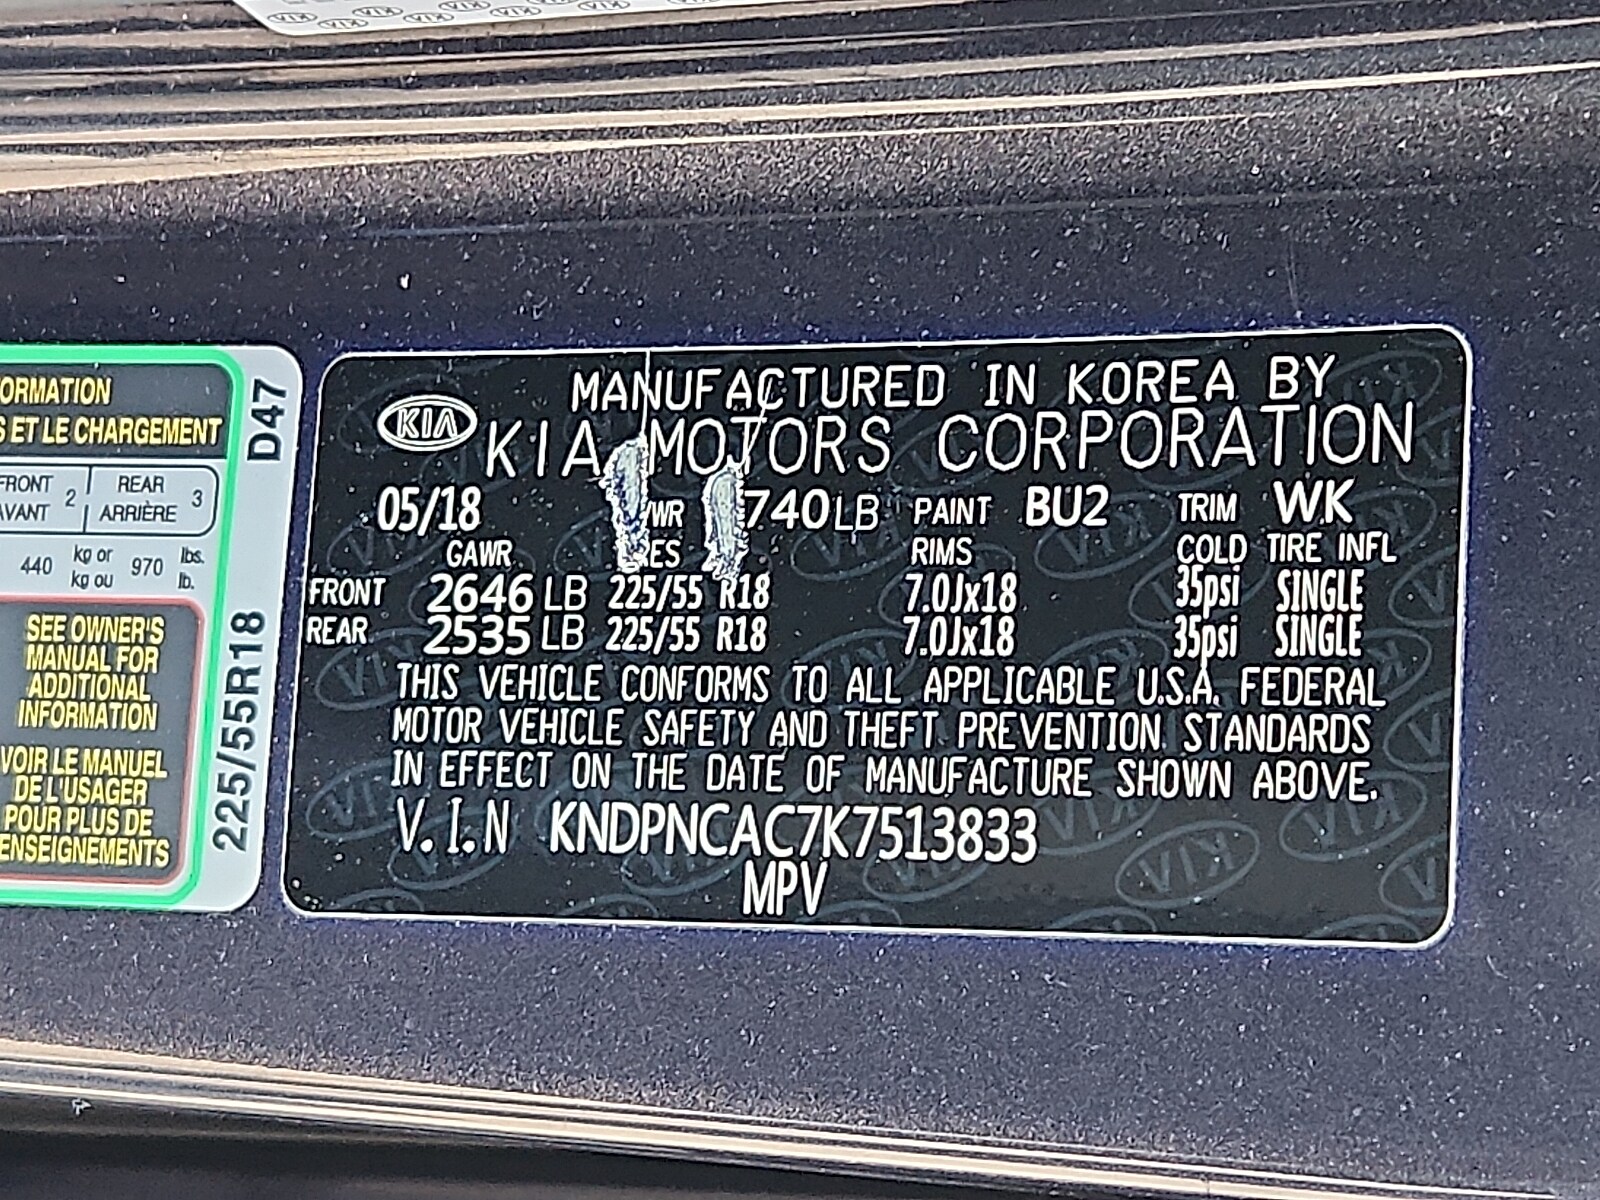 ORMATION
S ET LE CHARGEMENT
FRONT 2 REAR 3
AVANT ARRIÈRE
440 kg or 970 lbs.
kg ou lb.
SEE OWNER'S
MANUAL FOR
ADDITIONAL
INFORMATION
VOIR LE MANUEL
DE L'USAGER
POUR PLUS DE
ENSEIGNEMENTS
D47
225/55R18
MANUFACTURED IN KOREA BY
KIA KIA MOTORS CORPORATION
05/18 WR 740 LB PAINT BU2 TRIM WK
GAWR RES RIMS COLD TIRE INFL
FRONT 2646 LB 225/55 R18 7.0Jx18 35psi SINGLE
REAR 2535 LB 225/55 R18 7.0Jx18 35psi SINGLE
THIS VEHICLE CONFORMS TO ALL APPLICABLE U.S.A. FEDERAL
MOTOR VEHICLE SAFETY AND THEFT PREVENTION STANDARDS
IN EFFECT ON THE DATE OF MANUFACTURE SHOWN ABOVE.
V.I.N KNDPNCAC7K7513833
MPV